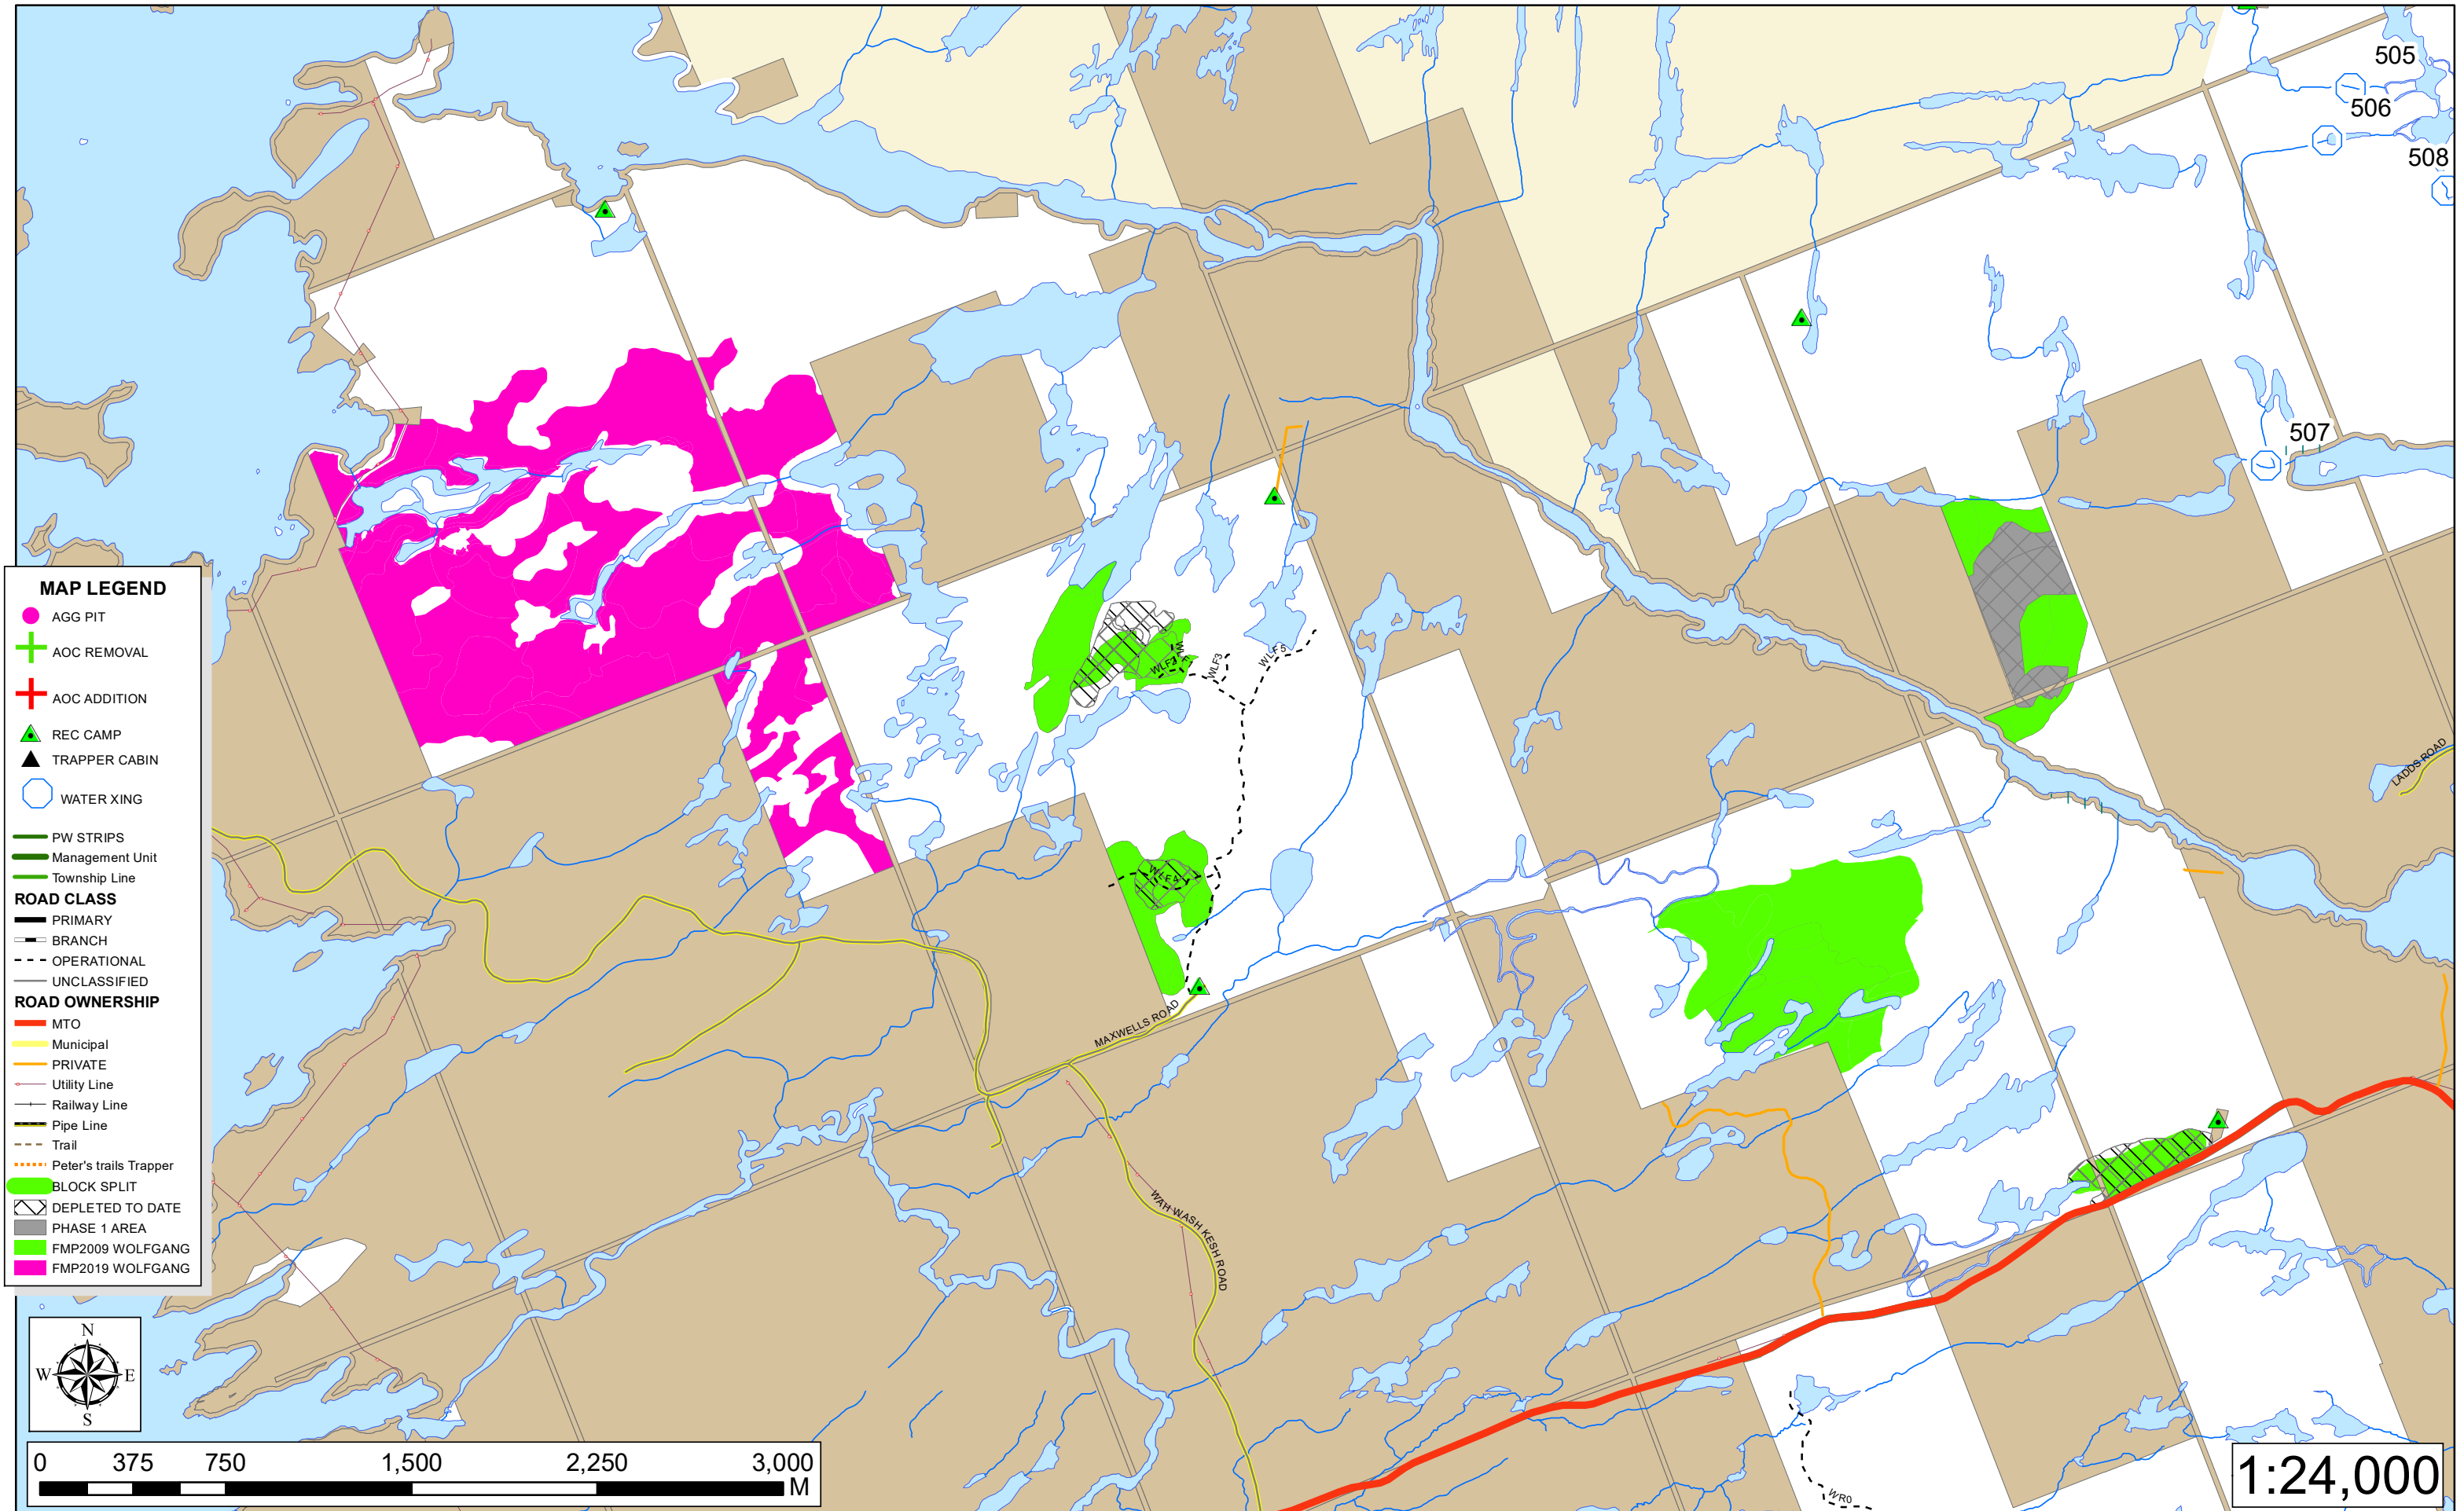 505
506
508
507
WLF1
WLF2
WLF3
WLF5
WLF4
LADDS ROAD
MAXWELLS ROAD
WAH WASH KESH ROAD
WR0
MAP LEGEND
AGG PIT
AOC REMOVAL
AOC ADDITION
REC CAMP
TRAPPER CABIN
WATER XING
PW STRIPS
Management Unit
Township Line
ROAD CLASS
PRIMARY
BRANCH
OPERATIONAL
UNCLASSIFIED
ROAD OWNERSHIP
MTO
Municipal
PRIVATE
Utility Line
Railway Line
Pipe Line
Trail
Peter's trails Trapper
BLOCK SPLIT
DEPLETED TO DATE
PHASE 1 AREA
FMP2009 WOLFGANG
FMP2019 WOLFGANG
N
W E
S
0 375 750 1,500 2,250 3,000
M
1:24,000